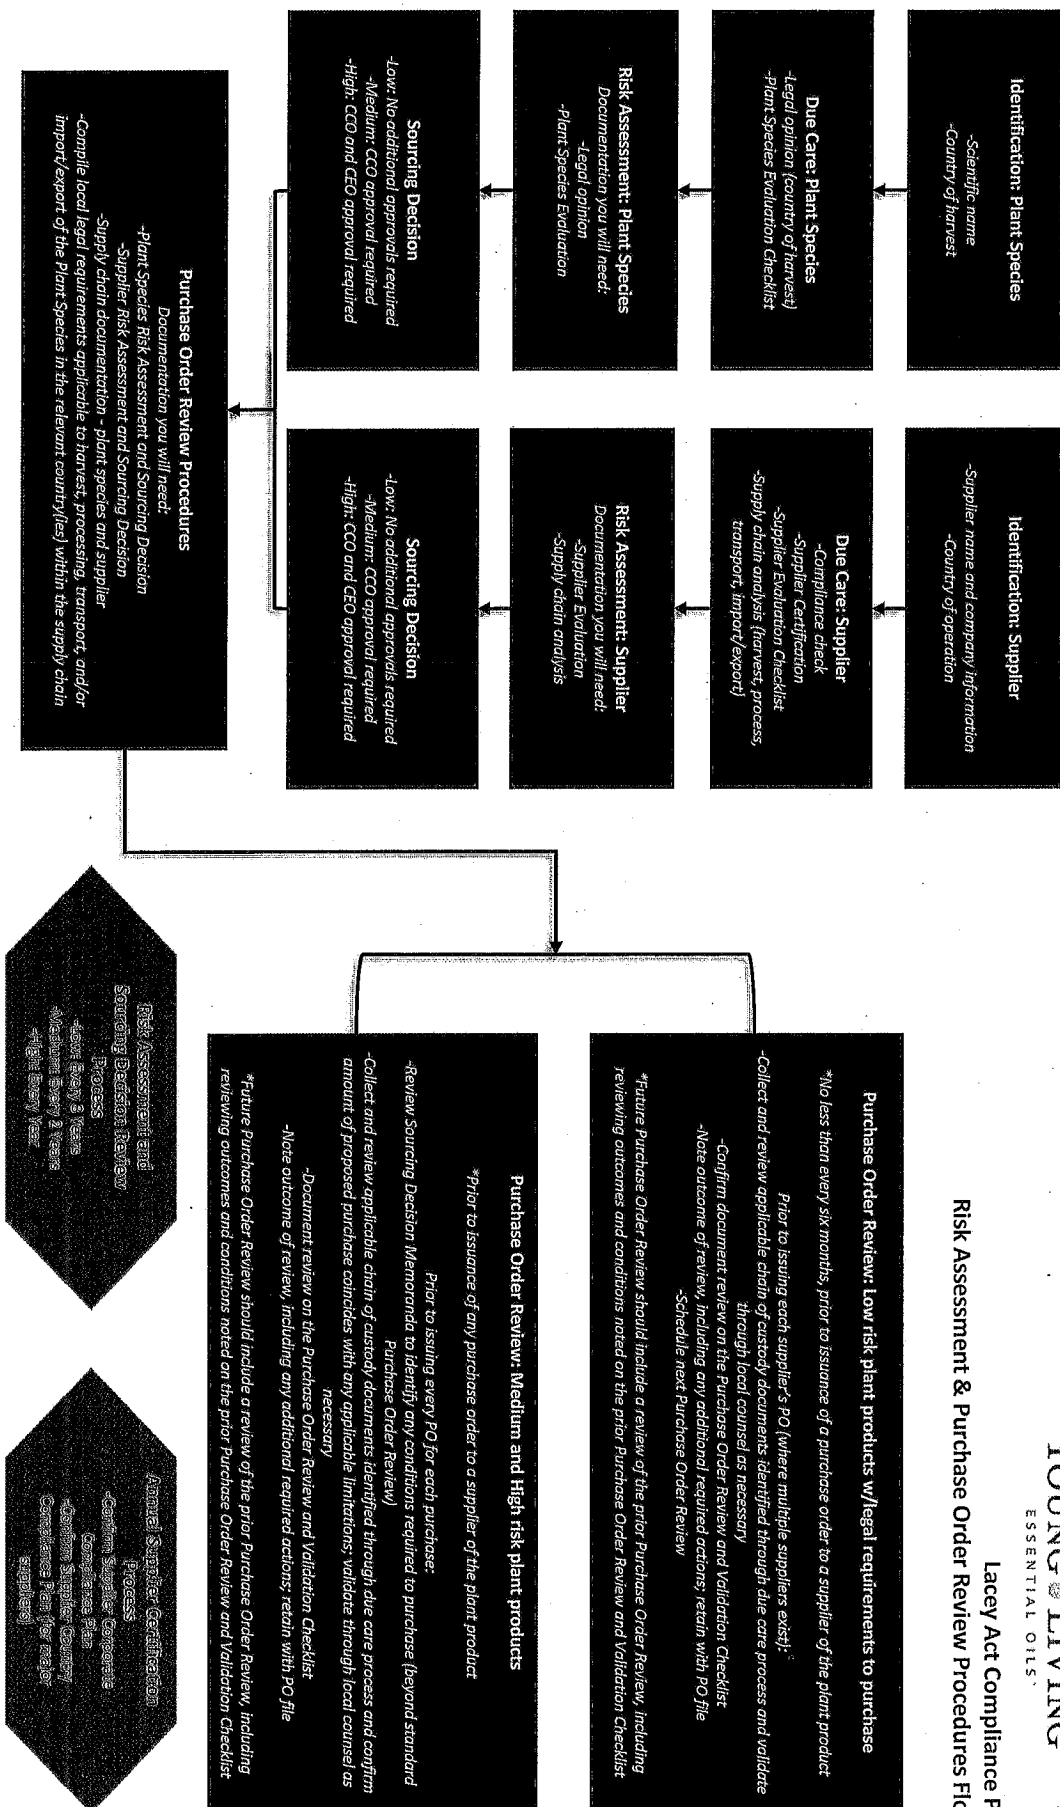 YOUNG LIVING
ESSENTIAL OILS
Lacey Act Compliance
Risk Assessment & Purchase Order Review Procedures
Identification: Plant Species
-Scientific name
-Country of harvest
Due Care: Plant Species
-Legal opinion (country of harvest)
-Plant Species Evaluation Checklist
Risk Assessment: Plant Species
Documentation you will need:
-Legal opinion
-Plant Species Evaluation
Sourcing Decision
-Low: No additional approvals required
-Medium: CCO approval required
-High: CCO and CEO approval required
Identification: Supplier
-Supplier name and company information
-Country of operation
Due Care: Supplier
-Compliance check
-Supplier Certification
-Supplier Evaluation Checklist
-Supply chain analysis (harvest, process,
transport, import/export)
Risk Assessment: Supplier
Documentation you will need:
-Supplier Evaluation
-Supply chain analysis
Sourcing Decision
-Low: No additional approvals required
-Medium: CCO approval required
-High: CCO and CEO approval required
Purchase Order Review Procedures
Documentation you will need:
-Plant Species Risk Assessment and Sourcing Decision
-Supplier Risk Assessment and Sourcing Decision
-Supply chain documentation - plant species and supplier
-Compile local legal requirements applicable to harvest, processing, transport, and/or
import/export of the Plant Species in the relevant country(ies) within the supply chain
Purchase Order Review: Low risk plant products w/legal requirements to purchase
*No less than every six months, prior to issuance of a purchase order to a supplier of the plant product
Prior to issuing each supplier's PO (where multiple suppliers exist):
-Collect and review applicable chain of custody documents identified through due care process and validate
through local counsel as necessary
-Confirm document review on the Purchase Order Review and Validation Checklist
-Note outcome of review, including any additional required actions; retain with PO file
-Schedule next Purchase Order Review
*Future Purchase Order Review should include a review of the prior Purchase Order Review, including
reviewing outcomes and conditions noted on the prior Purchase Order Review and Validation Checklist
Purchase Order Review: Medium and High risk plant products
*Prior to issuance of any purchase order to a supplier of the plant product
Prior to issuing every PO for each purchase:
-Review Sourcing Decision Memoranda to identify any conditions required to purchase (beyond standard
Purchase Order Review)
-Collect and review applicable chain of custody documents identified through due care process and confirm
amount of proposed purchase coincies with any applicable limitations; validate through local counsel as
necessary
-Document review on the Purchase Order Review and Validation Checklist
-Note outcome of review, including any additional required actions; retain with PO file
*Future Purchase Order Review should include a review of the prior Purchase Order Review, including
reviewing outcomes and conditions noted on the prior Purchase Order Review and Validation Checklist
Risk Assessment and
Sourcing Decision Review
Process
-Low: Every 3 Years
-Medium: Every 2 Years
-High: Every Year
Annual Supplier Certification
Process
-Confirm Supplier Corporate
Compliance Plan
-Confirm Supplier Country
Compliance Plan (for major
suppliers)